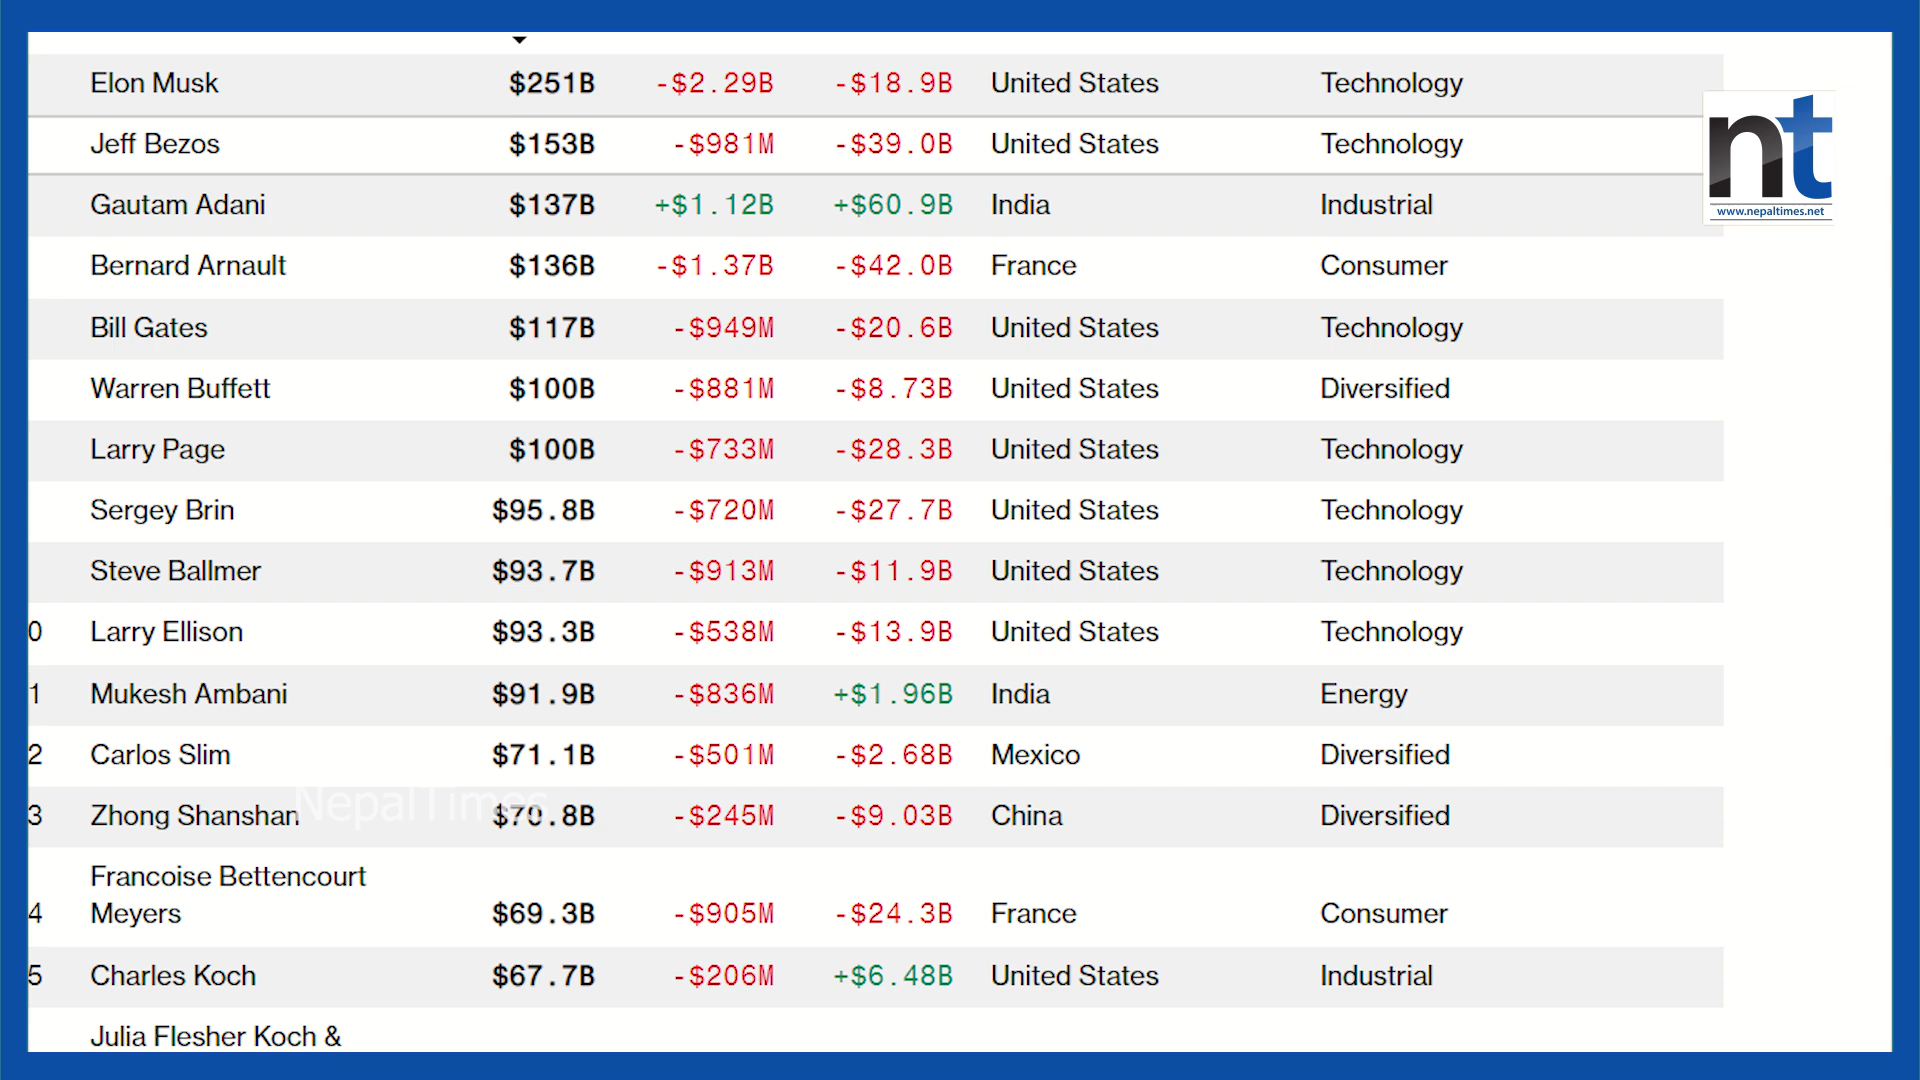 Elon Musk $251B -$2.29B -$18.9B United States Technology
Jeff Bezos $153B -$981M -$39.0B United States Technology
nt
www.nepaltimes.net
Gautam Adani $137B +$1.12B +$60.9B India Industrial
Bernard Arnault $136B -$1.37B -$42.0B France Consumer
Bill Gates $117B -$949M -$20.6B United States Technology
Warren Buffett $100B -$881M -$8.73B United States Diversified
Larry Page $100B -$733M -$28.3B United States Technology
Sergey Brin $95.8B -$720M -$27.7B United States Technology
Steve Ballmer $93.7B -$913M -$11.9B United States Technology
0 Larry Ellison $93.3B -$538M -$13.9B United States Technology
1 Mukesh Ambani $91.9B -$836M +$1.96B India Energy
2 Carlos Slim $71.1B -$501M -$2.68B Mexico Diversified
NepalTimes
3 Zhong Shanshan $70.8B -$245M -$9.03B China Diversified
Francoise Bettencourt
4 Meyers $69.3B -$905M -$24.3B France Consumer
5 Charles Koch $67.7B -$206M +$6.48B United States Industrial
Julia Flesher Koch &